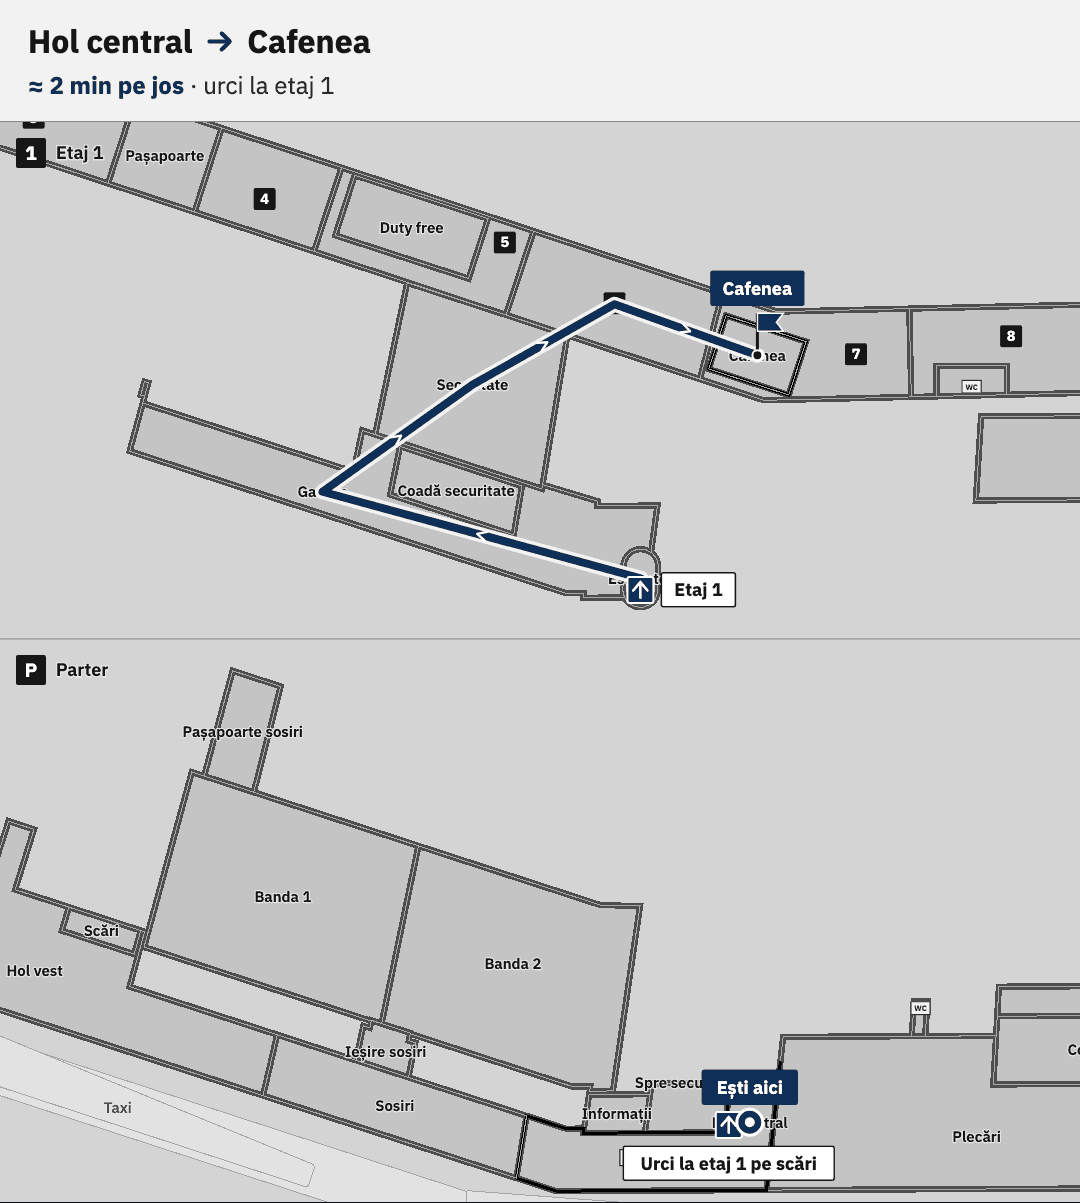 Hol central → Cafenea
≈ 2 min pe jos · urci la etaj 1
1 Etaj 1
Pașapoarte
4
Duty free
5
Cafenea
7
8
WC
Coadă securitate
Etaj 1
P Parter
Pașapoarte sosiri
Banda 1
Banda 2
Scări
Hol vest
WC
Ieșire sosiri
Ești aici
Taxi
Sosiri
Informații
Plecări
Urci la etaj 1 pe scări